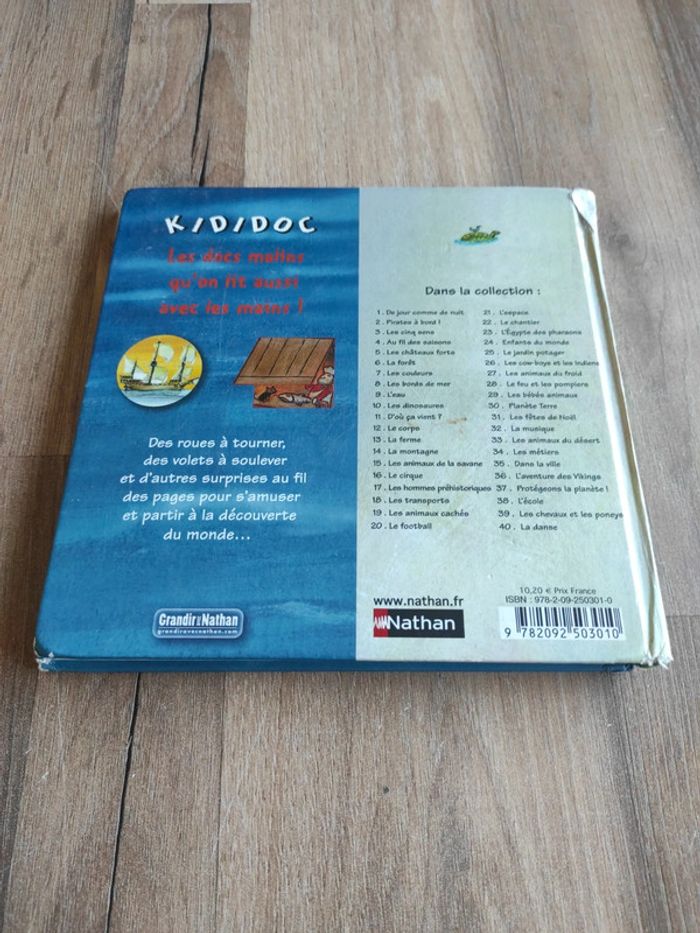 KIDIDOC
Les docs malins
qu'on lit aussi
avec les mains !
Des roues à tourner,
des volets à soulever
et d'autres surprises au fil
des pages pour s'amuser
et partir à la découverte
du monde...
Grandir Nathan
grandiravecnathan.com
Dans la collection :
1 . De jour comme de nuit
2 . Pirates à bord !
3 . Les cinq sens
4 . Au fil des saisons
5 . Les châteaux forts
6 . La forêt
7 . Les couleurs
8 . Les bords de mer
9 . L'eau
10 . Les dinosaures
11 . D'où ça vient ?
12 . Le corps
13 . La ferme
14 . La montagne
15 . Les animaux de la savane
16 . Le cirque
17 . Les hommes préhistoriques
18 . Les transports
19 . Les animaux cachés
20 . Le football
21 . L'espace
22 . Le chantier
23 . L'Égypte des pharaons
24 . Enfants du monde
25 . Le jardin potager
26 . Les cow-boys et les indiens
27 . Les animaux du froid
28 . Le feu et les pompiers
29 . Les bébés animaux
30 . Planète Terre
31 . Les fêtes de Noël
32 . La musique
33 . Les animaux du désert
34 . Les métiers
35 . Dans la ville
36 . L'aventure des Vikings
37 . Protégeons la planète !
38 . L'école
39 . Les chevaux et les poneys
40 . La danse
www.nathan.fr
Nathan
10,20 € Prix France
ISBN : 978-2-09-250301-0
9 782092 503010